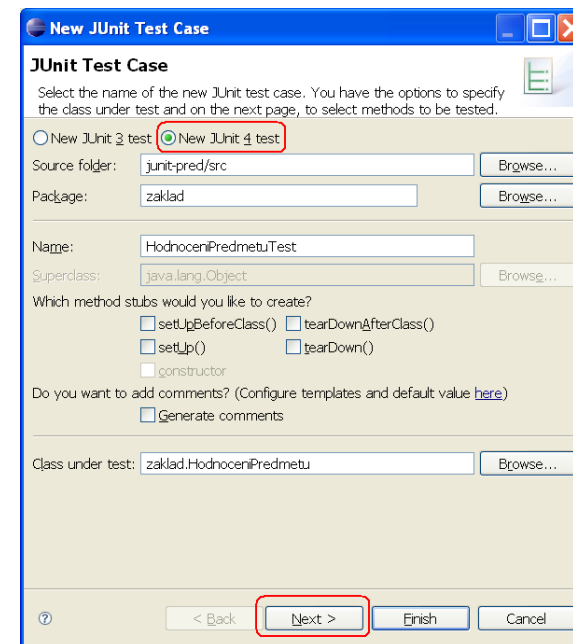 New JUnit Test Case
JUnit Test Case
Select the name of the new JUnit test case. You have the options to specify
the class under test and on the next page, to select methods to be tested.
New JUnit 3 test New JUnit 4 test
Source folder: junit-pred/src Browse...
Package: zaklad Browse...
Name: HodnoceniPredmetuTest
Superclass: java.lang.Object Browse...
Which method stubs would you like to create?
setUpBeforeClass() tearDownAfterClass()
setUp() tearDown()
constructor
Do you want to add comments? (Configure templates and default value here)
Generate comments
Class under test: zaklad.HodnoceniPredmetu Browse...
? < Back Next > Finish Cancel